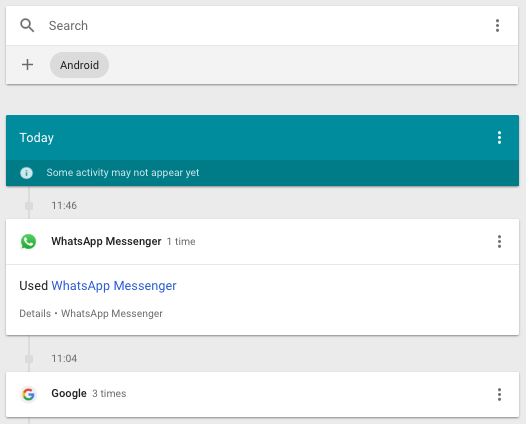 Search
Android
Today
Some activity may not appear yet
11:46
WhatsApp Messenger 1 time
Used WhatsApp Messenger
Details • WhatsApp Messenger
11:04
Google 3 times